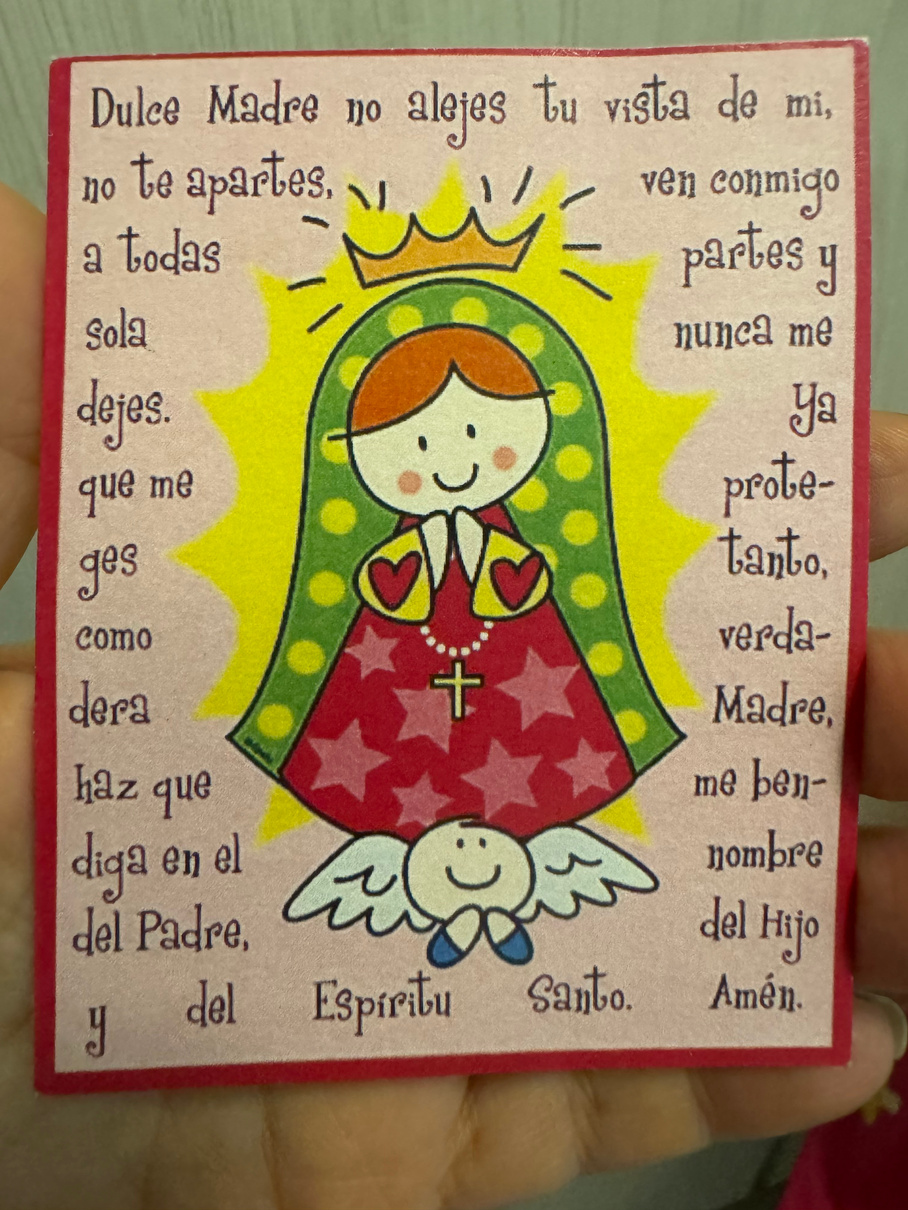 Dulce Madre no alejes tu vista de mi,
no te apartes, ven conmigo
a todas partes y
sola nunca me
dejes. Ya
que me prote-
ges tanto,
como verda-
dera Madre,
haz que me ben-
diga en el nombre
del Padre, del Hijo
y del Espíritu Santo. Amén.